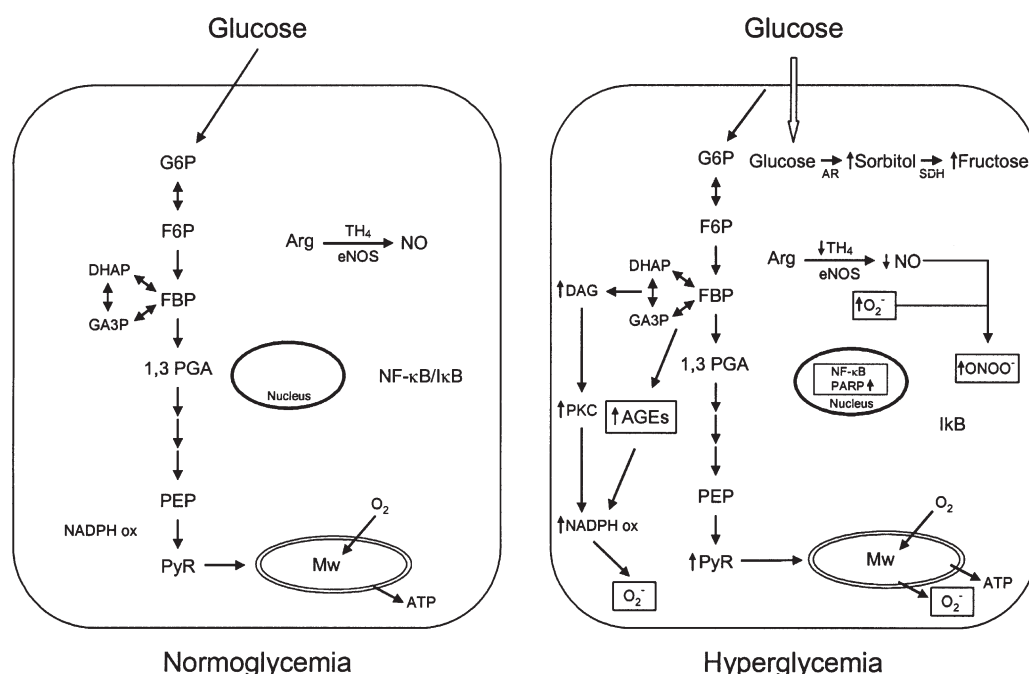 Glucose
G6P
F6P
Arg TH₄ NO
eNOS
DHAP
FBP
GA3P
1,3 PGA
NF-κB/IκB
Nucleus
PEP
O₂
NADPH ox
PyR
Mw
ATP
Normoglycemia
Glucose
G6P
Glucose ↑Sorbitol ↑Fructose
AR SDH
F6P
Arg ↓TH₄ ↓NO
eNOS
DHAP
↑DAG
FBP
GA3P
↑O₂⁻
1,3 PGA
↑ONOO⁻
NF-κB
PARP↑
Nucleus
↑PKC
↑AGEs
IkB
PEP
O₂
↑NADPH ox
↑PyR
Mw
ATP
O₂⁻
O₂⁻
Hyperglycemia